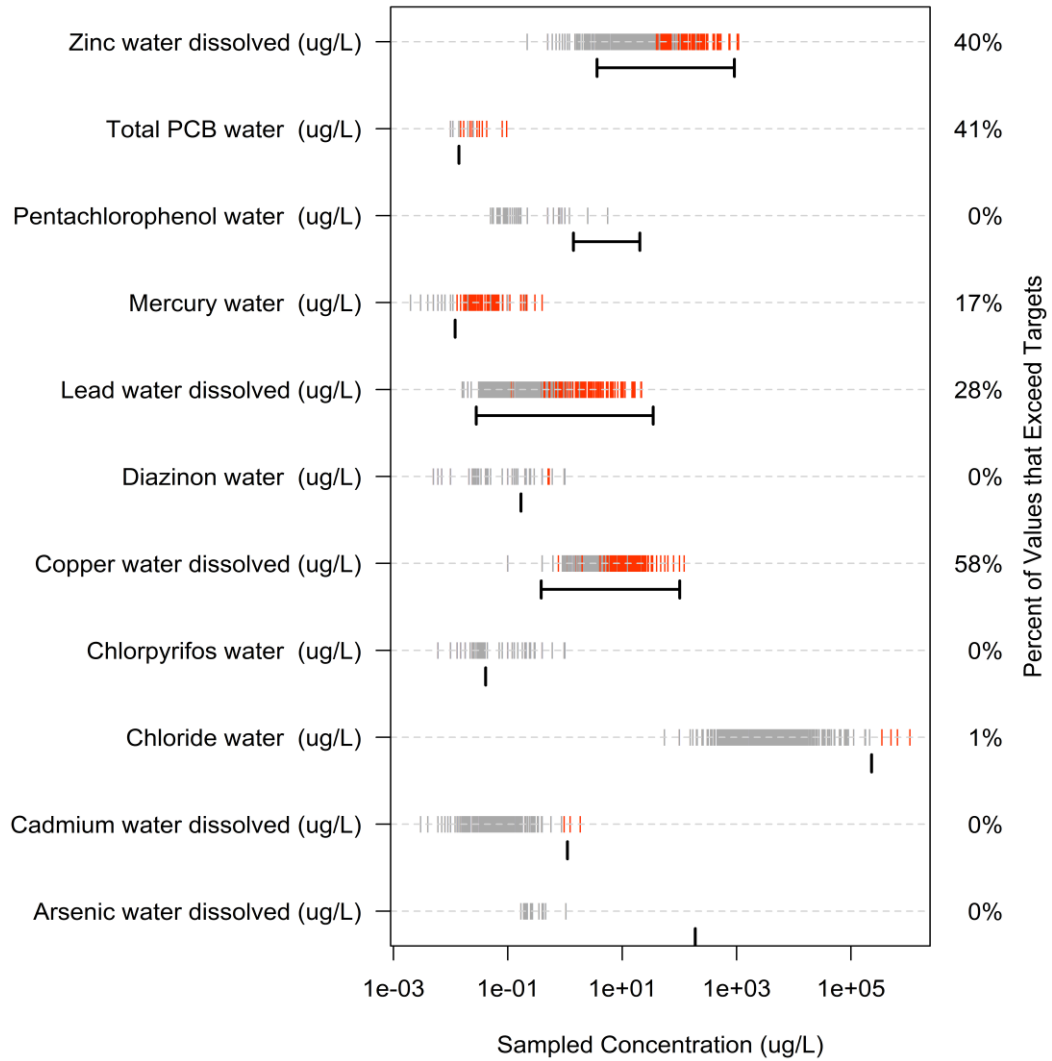 Zinc water dissolved (ug/L) 40%
Total PCB water (ug/L) 41%
Pentachlorophenol water (ug/L) 0%
Mercury water (ug/L) 17%
Lead water dissolved (ug/L) 28%
Diazinon water (ug/L) 0%
Copper water dissolved (ug/L) 58%
Chlorpyrifos water (ug/L) 0%
Chloride water (ug/L) 1%
Cadmium water dissolved (ug/L) 0%
Arsenic water dissolved (ug/L) 0%
Percent of Values that Exceed Targets
1e-03 1e-01 1e+01 1e+03 1e+05
Sampled Concentration (ug/L)